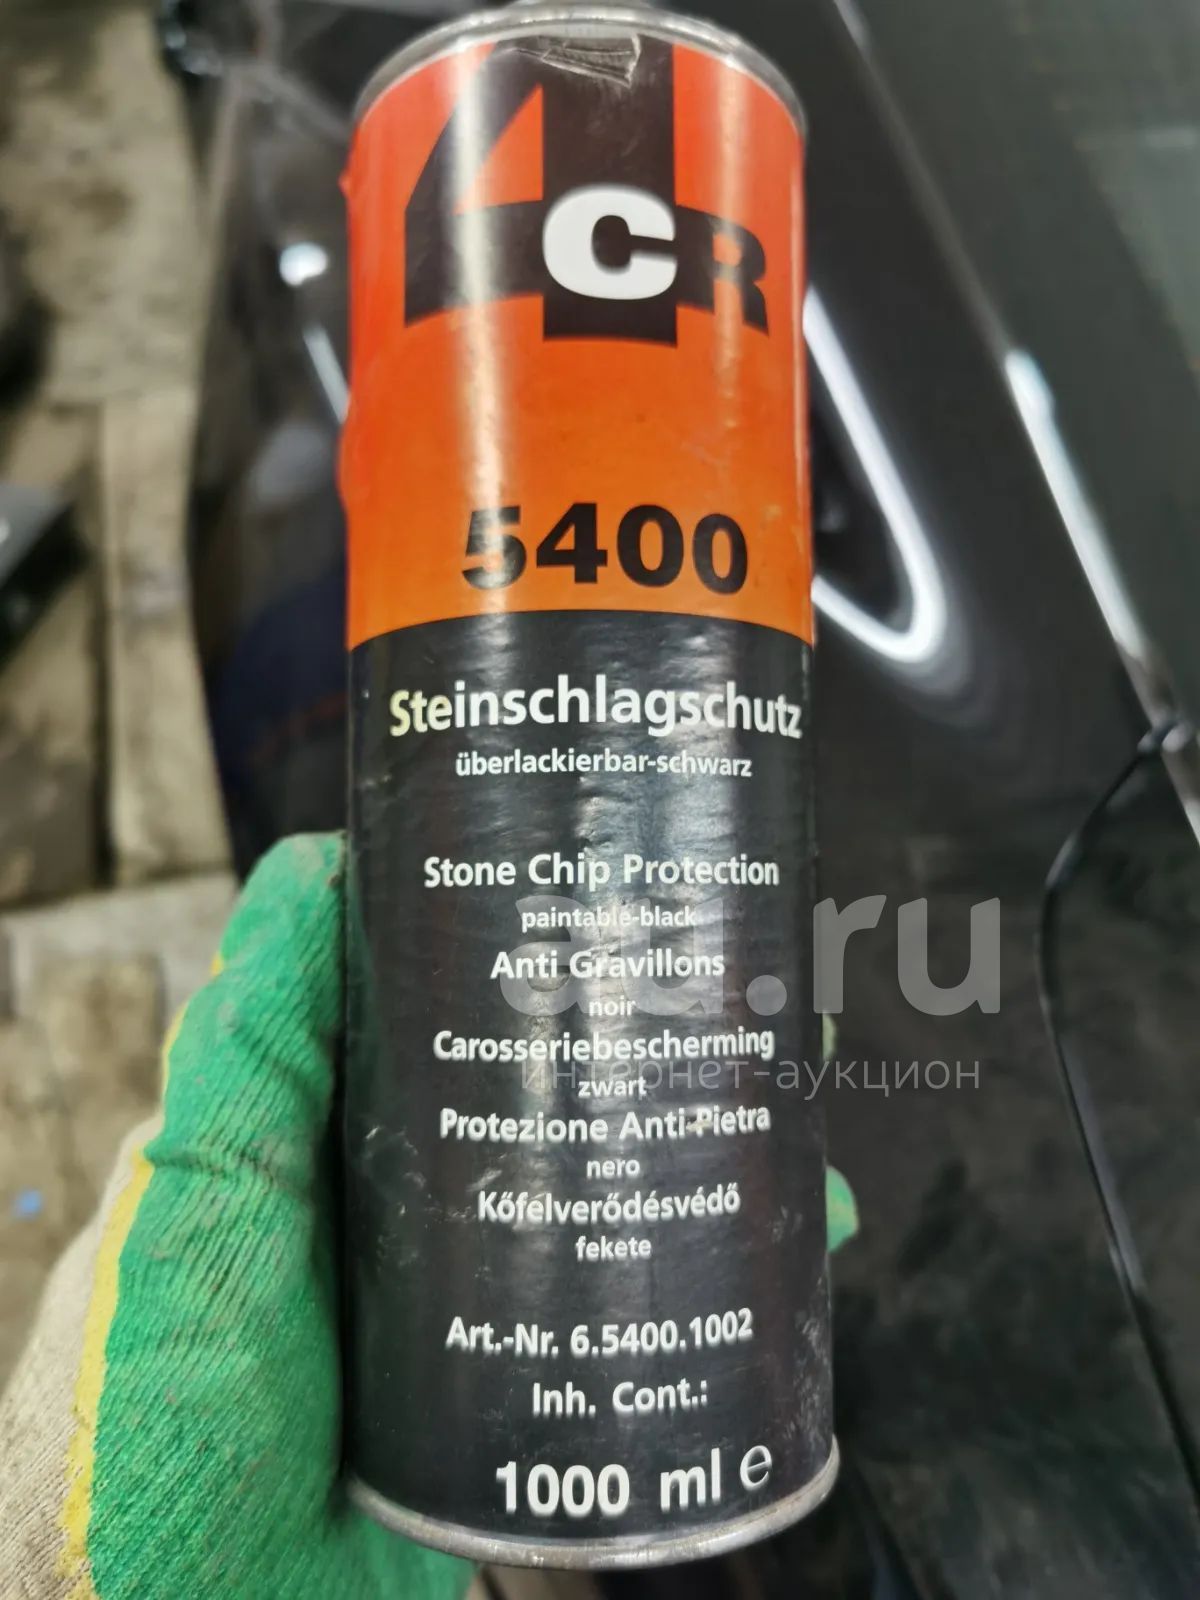 4CR
5400
Steinschlagschutz
überlackierbar-schwarz
Stone Chip Protection
paintable-black
Anti Gravillons
noir
Carosseriebescherming
zwart
Protezione Anti-Pietra
nero
Kőfelverődésvédő
fekete
Art.-Nr. 6.5400.1002
Inh. Cont.:
1000 ml e
au.ru
интернет-аукцион